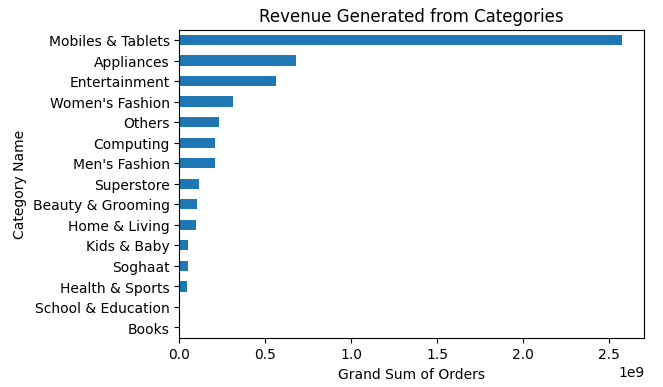 Revenue Generated from Categories
Mobiles & Tablets
Appliances
Entertainment
Women's Fashion
Others
Computing
Men's Fashion
Superstore
Beauty & Grooming
Home & Living
Kids & Baby
Soghaat
Health & Sports
School & Education
Books
Category Name
0.0 0.5 1.0 1.5 2.0 2.5
1e9
Grand Sum of Orders